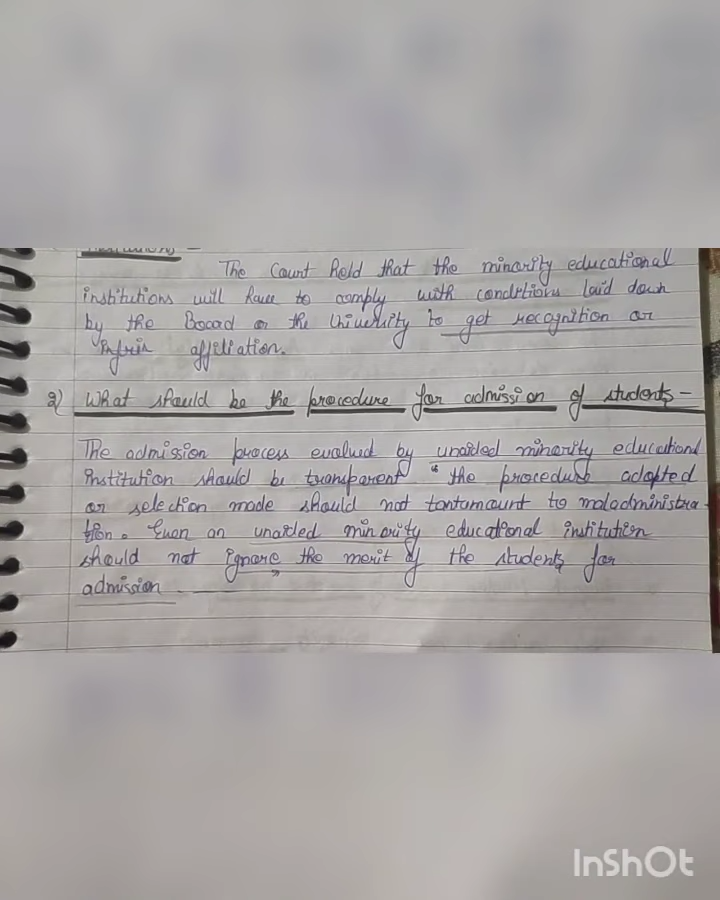 The Court held that the minority educational
institutions will have to comply with conditions laid down
by the Board or the University to get recognition or
affiliation.
2) What should be the procedure for admission of students -
The admission process evolued by unaided minority educational
institution should be transparent & the procedure adopted
or selection made should not tantamount to maladministra-
tion. Even an unaided minority educational institution
should not ignore the merit of the students for
admission
InShOt